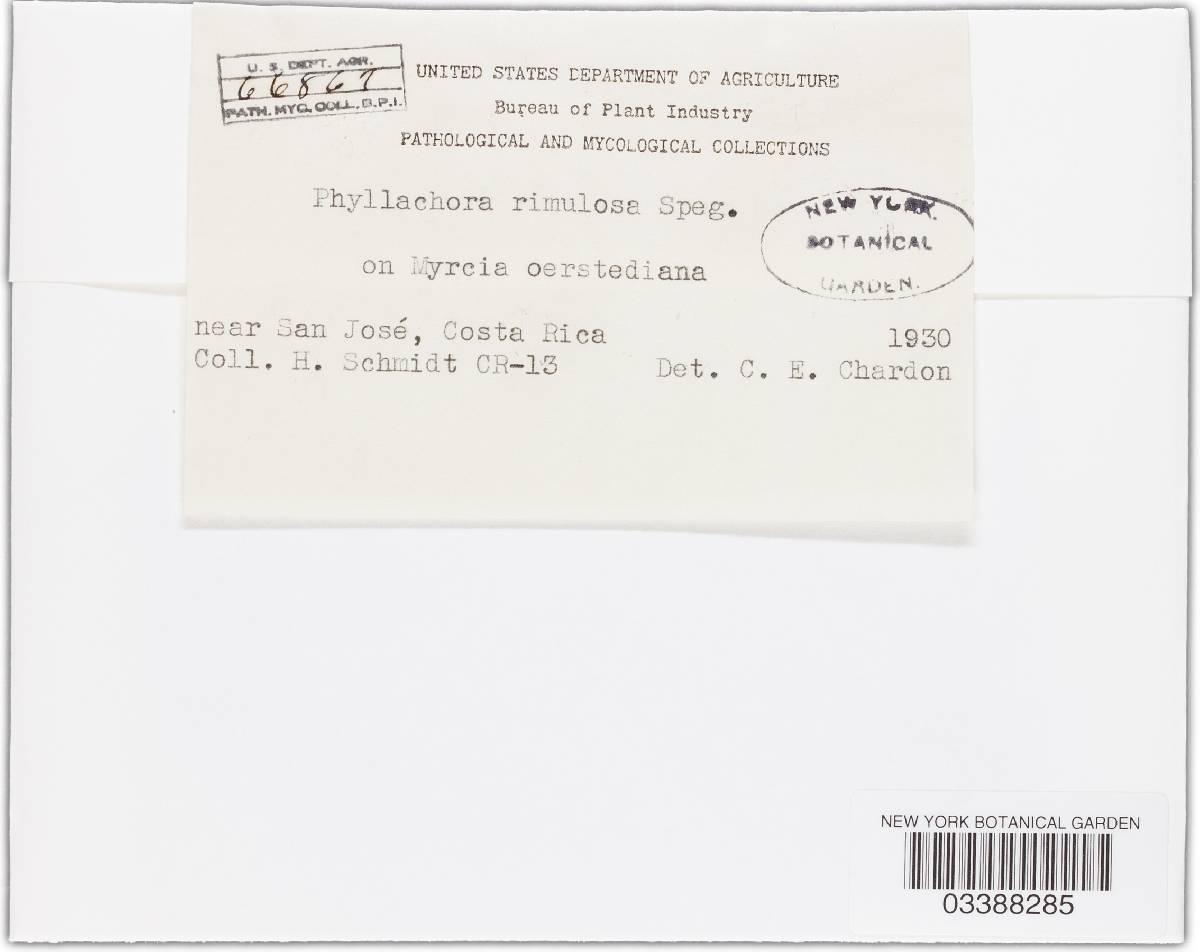 U. S. DEPT. AGR.
66867
PATH. MYC. COLL., B.P.I.
UNITED STATES DEPARTMENT OF AGRICULTURE
Bureau of Plant Industry
PATHOLOGICAL AND MYCOLOGICAL COLLECTIONS
Phyllachora rimulosa Speg.
on Myrcia oerstediana
NEW YORK
BOTANICAL
GARDEN.
near San José, Costa Rica 1930
Coll. H. Schmidt CR-13 Det. C. E. Chardon
NEW YORK BOTANICAL GARDEN
03388285